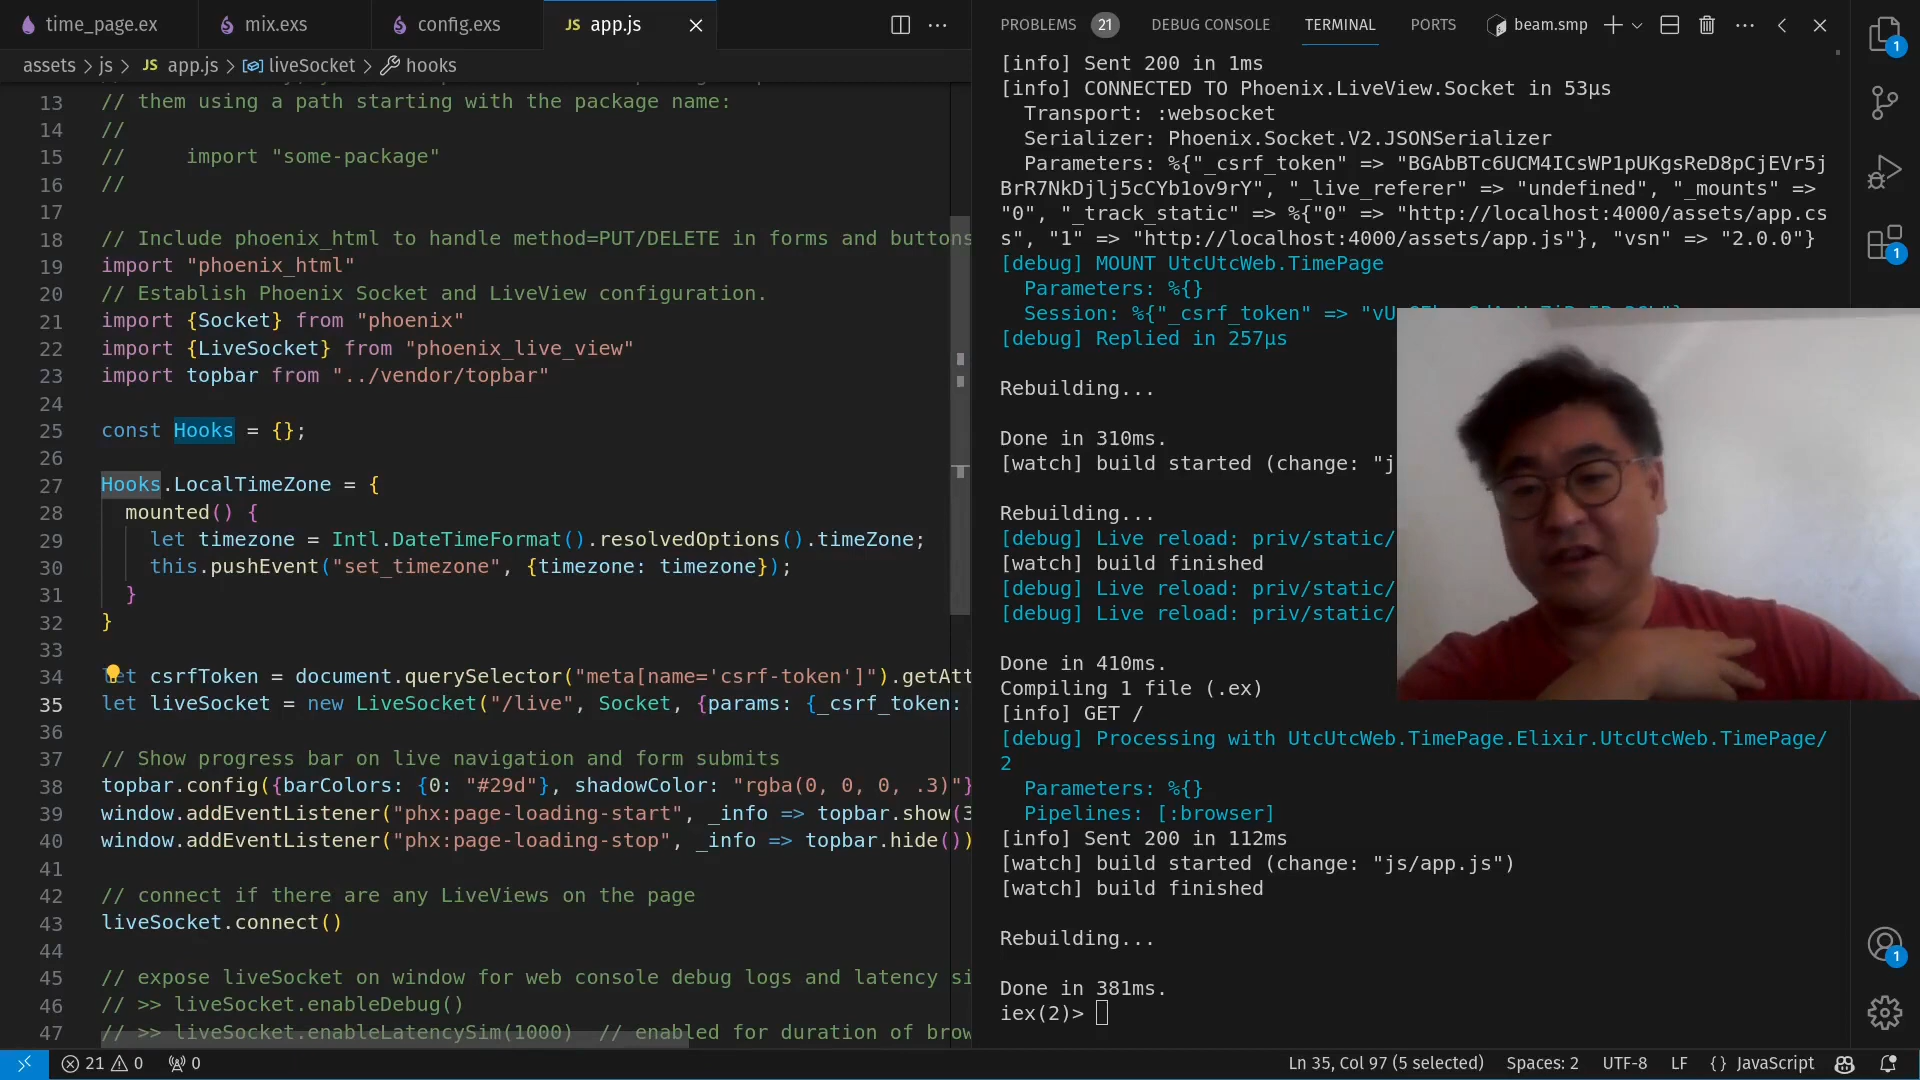 time_page.ex
mix.exs
config.exs
JS app.js
assets > js > JS app.js > liveSocket > hooks
13 // them using a path starting with the package name:
14 //
15 //     import "some-package"
16 //
17
18 // Include phoenix_html to handle method=PUT/DELETE in forms and buttons
19 import "phoenix_html"
20 // Establish Phoenix Socket and LiveView configuration.
21 import {Socket} from "phoenix"
22 import {LiveSocket} from "phoenix_live_view"
23 import topbar from "../vendor/topbar"
24
25 const Hooks = {};
26
27 Hooks.LocalTimeZone = {
28   mounted() {
29     let timezone = Intl.DateTimeFormat().resolvedOptions().timeZone;
30     this.pushEvent("set_timezone", {timezone: timezone});
31   }
32 }
33
34 let csrfToken = document.querySelector("meta[name='csrf-token']").getAtt
35 let liveSocket = new LiveSocket("/live", Socket, {params: {_csrf_token:
36
37 // Show progress bar on live navigation and form submits
38 topbar.config({barColors: {0: "#29d"}, shadowColor: "rgba(0, 0, 0, .3)"}
39 window.addEventListener("phx:page-loading-start", _info => topbar.show(3
40 window.addEventListener("phx:page-loading-stop", _info => topbar.hide())
41
42 // connect if there are any LiveViews on the page
43 liveSocket.connect()
44
45 // expose liveSocket on window for web console debug logs and latency si
46 // >> liveSocket.enableDebug()
47 // >> liveSocket.enableLatencySim(1000)  // enabled for duration of brow
PROBLEMS 21 DEBUG CONSOLE TERMINAL PORTS beam.smp
[info] Sent 200 in 1ms
[info] CONNECTED TO Phoenix.LiveView.Socket in 53µs
  Transport: :websocket
  Serializer: Phoenix.Socket.V2.JSONSerializer
  Parameters: %{"_csrf_token" => "BGAbBTc6UCM4ICsWP1pUKgsReD8pCjEVr5j
BrR7NkDjlj5cCYb1ov9rY", "_live_referer" => "undefined", "_mounts" =>
"0", "_track_static" => %{"0" => "http://localhost:4000/assets/app.cs
s", "1" => "http://localhost:4000/assets/app.js"}, "vsn" => "2.0.0"}
[debug] MOUNT UtcUtcWeb.TimePage
  Parameters: %{}
  Session: %{"_csrf_token" =>
[debug] Replied in 257µs
Rebuilding...
Done in 310ms.
[watch] build started (change: "j
Rebuilding...
[debug] Live reload: priv/static/
[watch] build finished
[debug] Live reload: priv/static/
[debug] Live reload: priv/static/
Done in 410ms.
Compiling 1 file (.ex)
[info] GET /
[debug] Processing with UtcUtcWeb.TimePage.Elixir.UtcUtcWeb.TimePage/
2
  Parameters: %{}
  Pipelines: [:browser]
[info] Sent 200 in 112ms
[watch] build started (change: "js/app.js")
[watch] build finished
Rebuilding...
Done in 381ms.
iex(2)>
1
1
1
21 0 0
Ln 35, Col 97 (5 selected) Spaces: 2 UTF-8 LF {} JavaScript